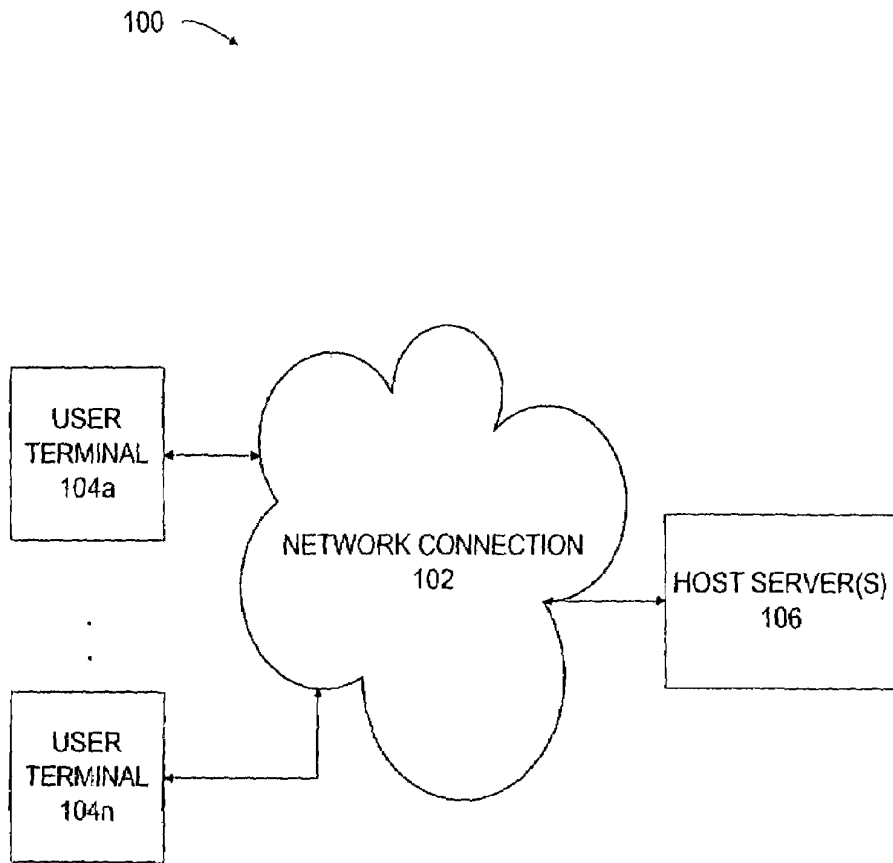 100
USER
TERMINAL
104a
NETWORK CONNECTION
102
HOST SERVER(S)
106
USER
TERMINAL
104n